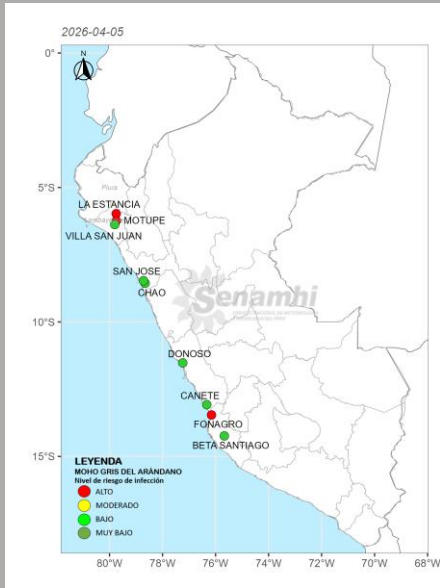 2026-04-05
N
0°
5°S
10°S
15°S
Piura
LA ESTANCIA
MOTUPE
VILLA SAN JUAN
SAN JOSE
CHAO
Senamhi
DONOSO
CANETE
FONAGRO
BETA SANTIAGO
LEYENDA
MOHO GRIS DEL ARÁNDANO
Nivel de riesgo de infección
ALTO
MODERADO
BAJO
MUY BAJO
80°W 78°W 76°W 74°W 72°W 70°W 68°W